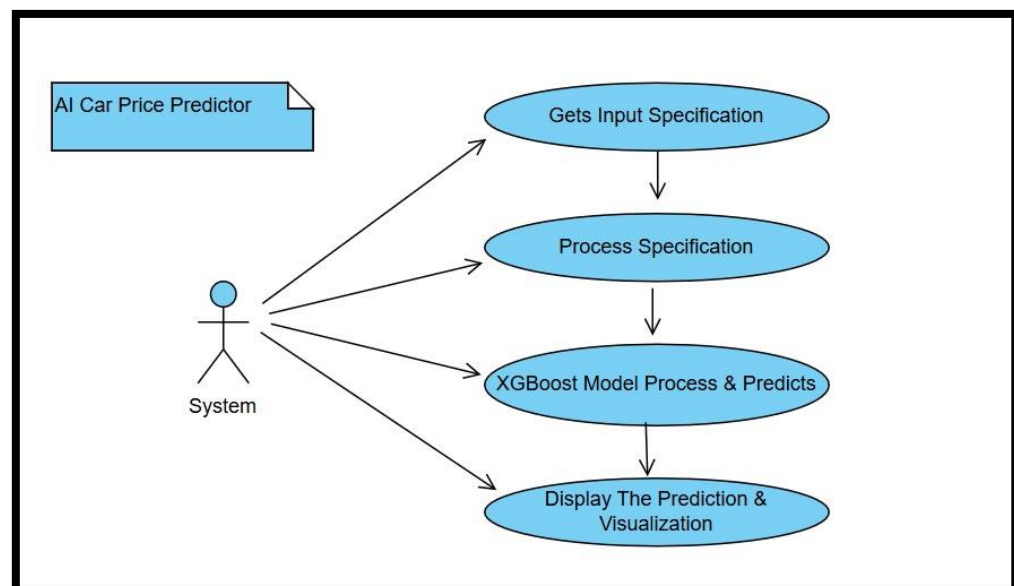 AI Car Price Predictor
Gets Input Specification
Process Specification
XGBoost Model Process & Predicts
System
Display The Prediction &
Visualization